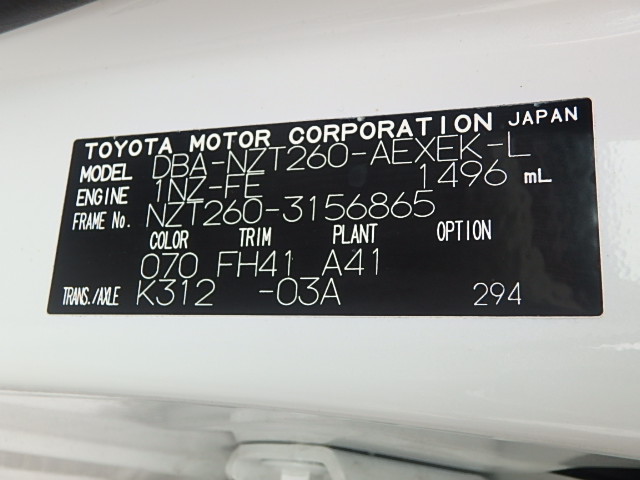 TOYOTA MOTOR CORPORATION JAPAN
MODEL DBA-NZT260-AEXEK-L
ENGINE 1NZ-FE 1496 mL
FRAME No. NZT260-3156865
COLOR TRIM PLANT OPTION
070 FH41 A41
TRANS./AXLE K312 -03A 294